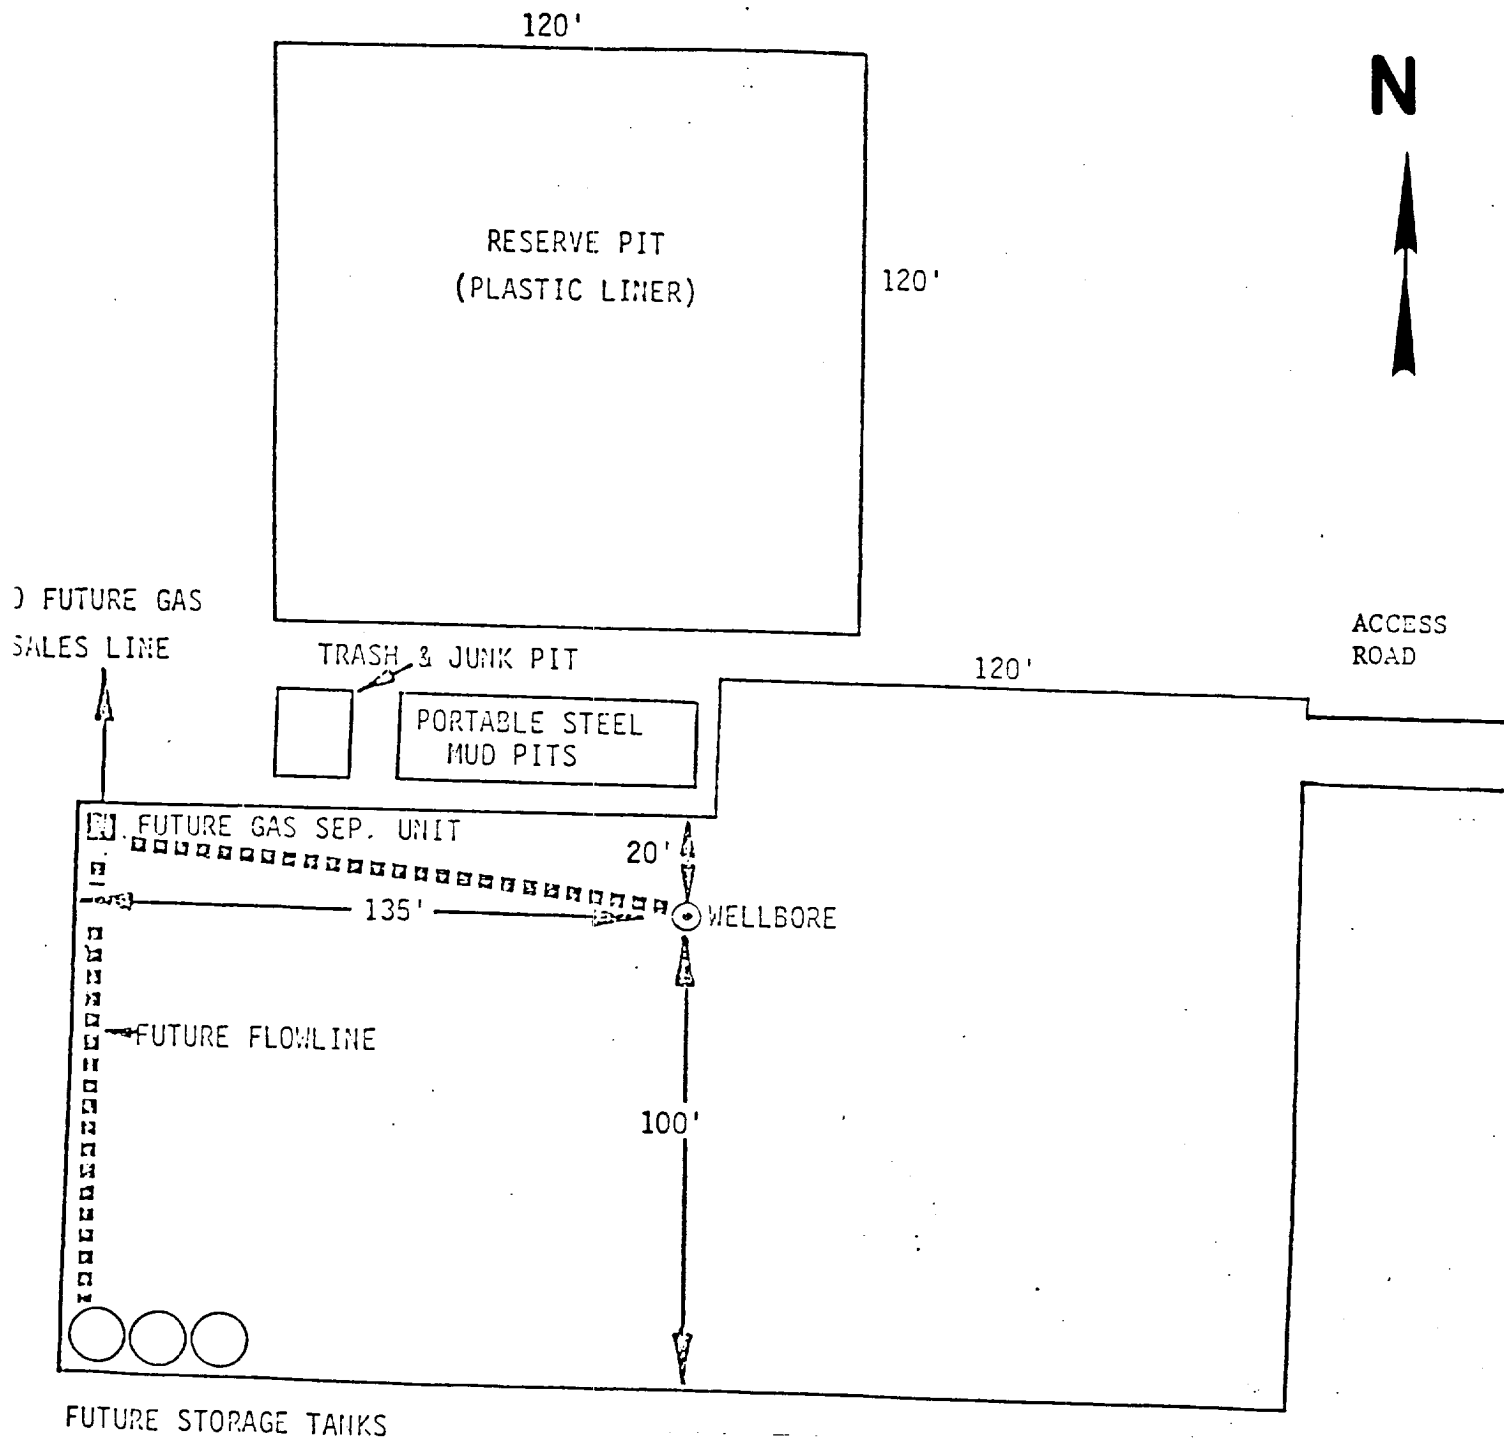 120'
N
RESERVE PIT
(PLASTIC LINER)
120'
FUTURE GAS
SALES LINE
TRASH & JUNK PIT
ACCESS
ROAD
120'
PORTABLE STEEL
MUD PITS
FUTURE GAS SEP. UNIT
20'
135'
WELLBORE
FUTURE FLOWLINE
100'
FUTURE STORAGE TANKS